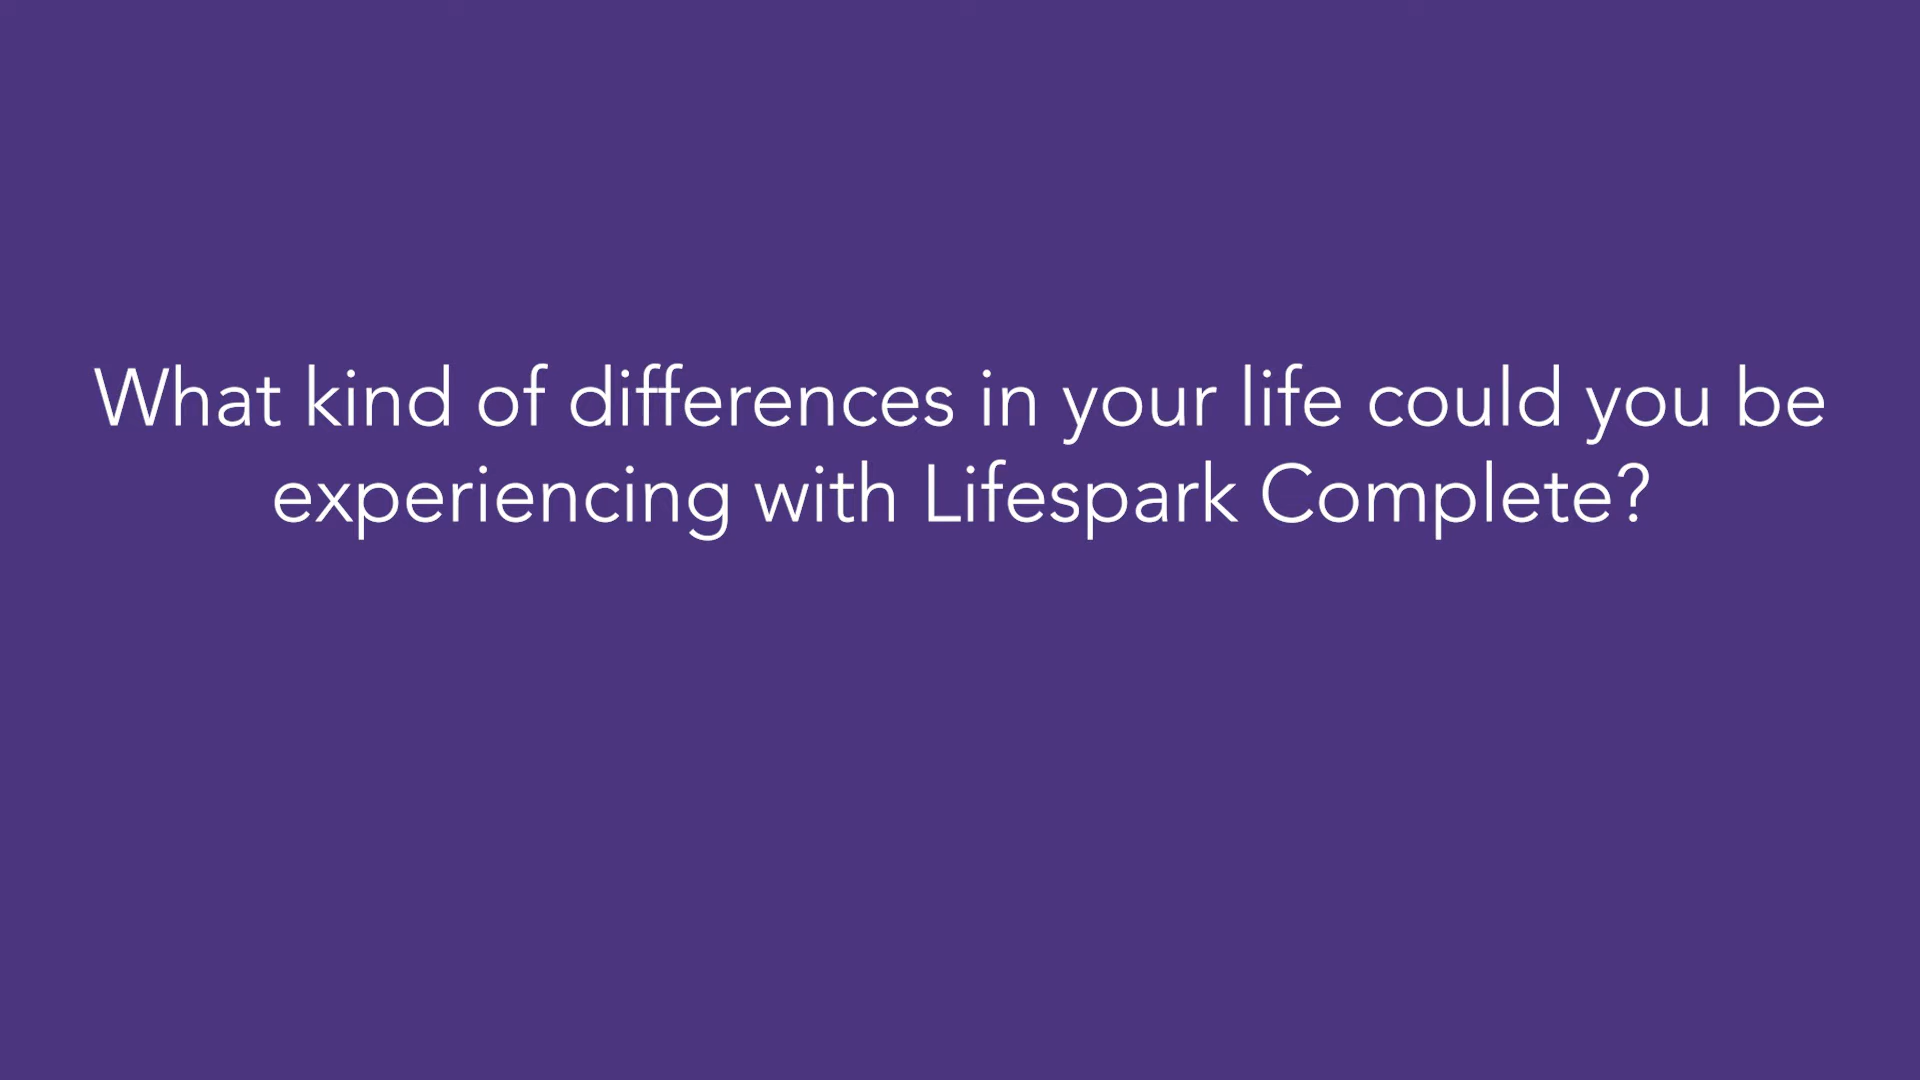 What kind of differences in your life could you be
experiencing with Lifespark Complete?